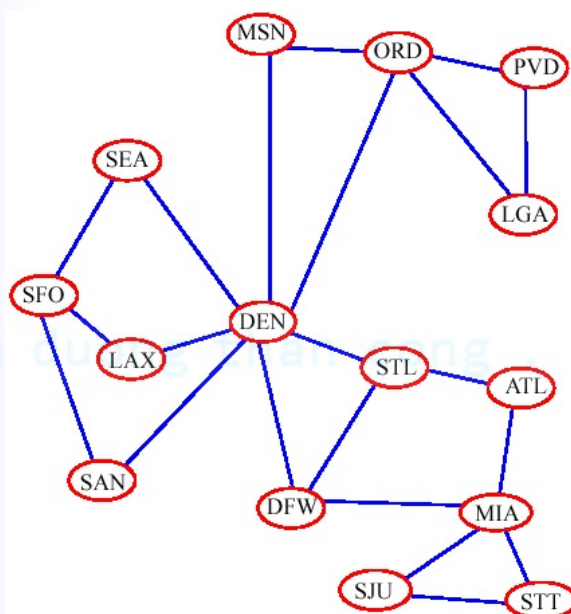 MSN
ORD
PVD
SEA
LGA
SFO
DEN
LAX
STL
ATL
SAN
DFW
MIA
SJU
STT